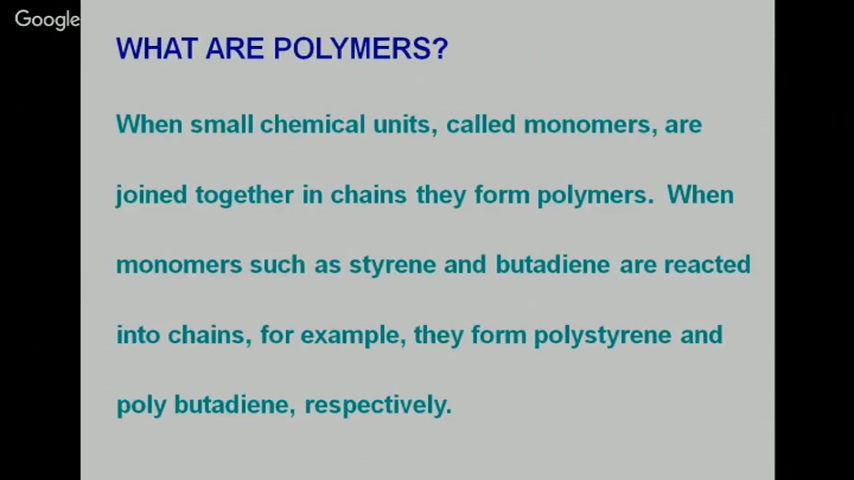 Google
WHAT ARE POLYMERS?
When small chemical units, called monomers, are
joined together in chains they form polymers.  When
monomers such as styrene and butadiene are reacted
into chains, for example, they form polystyrene and
poly butadiene, respectively.